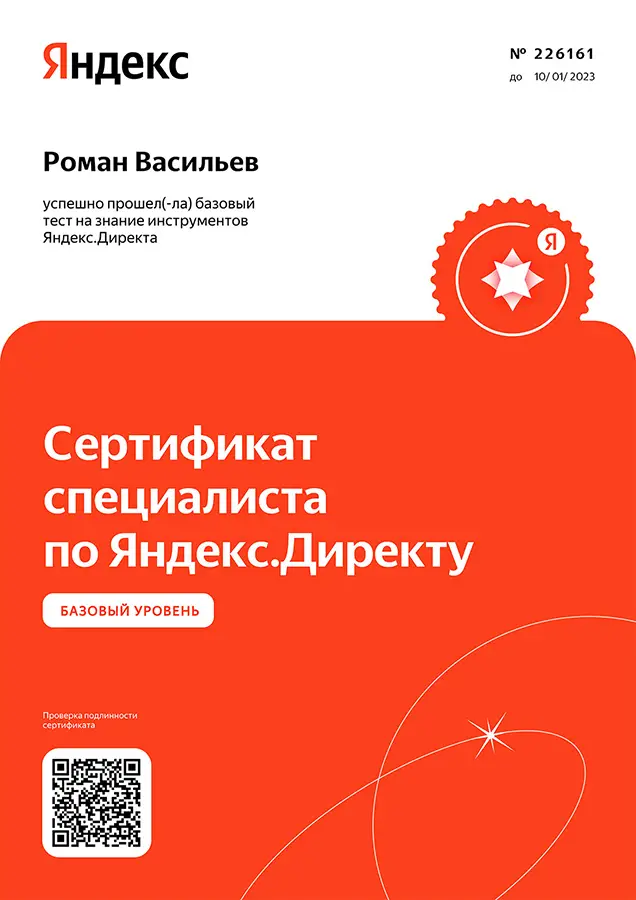 Яндекс
№ 226161
до 10/ 01/ 2023
Роман Васильев
успешно прошел(-ла) базовый
тест на знание инструментов
Яндекс.Директа
Я
Сертификат
специалиста
по Яндекс.Директу
БАЗОВЫЙ УРОВЕНЬ
Проверка подлинности
сертификата